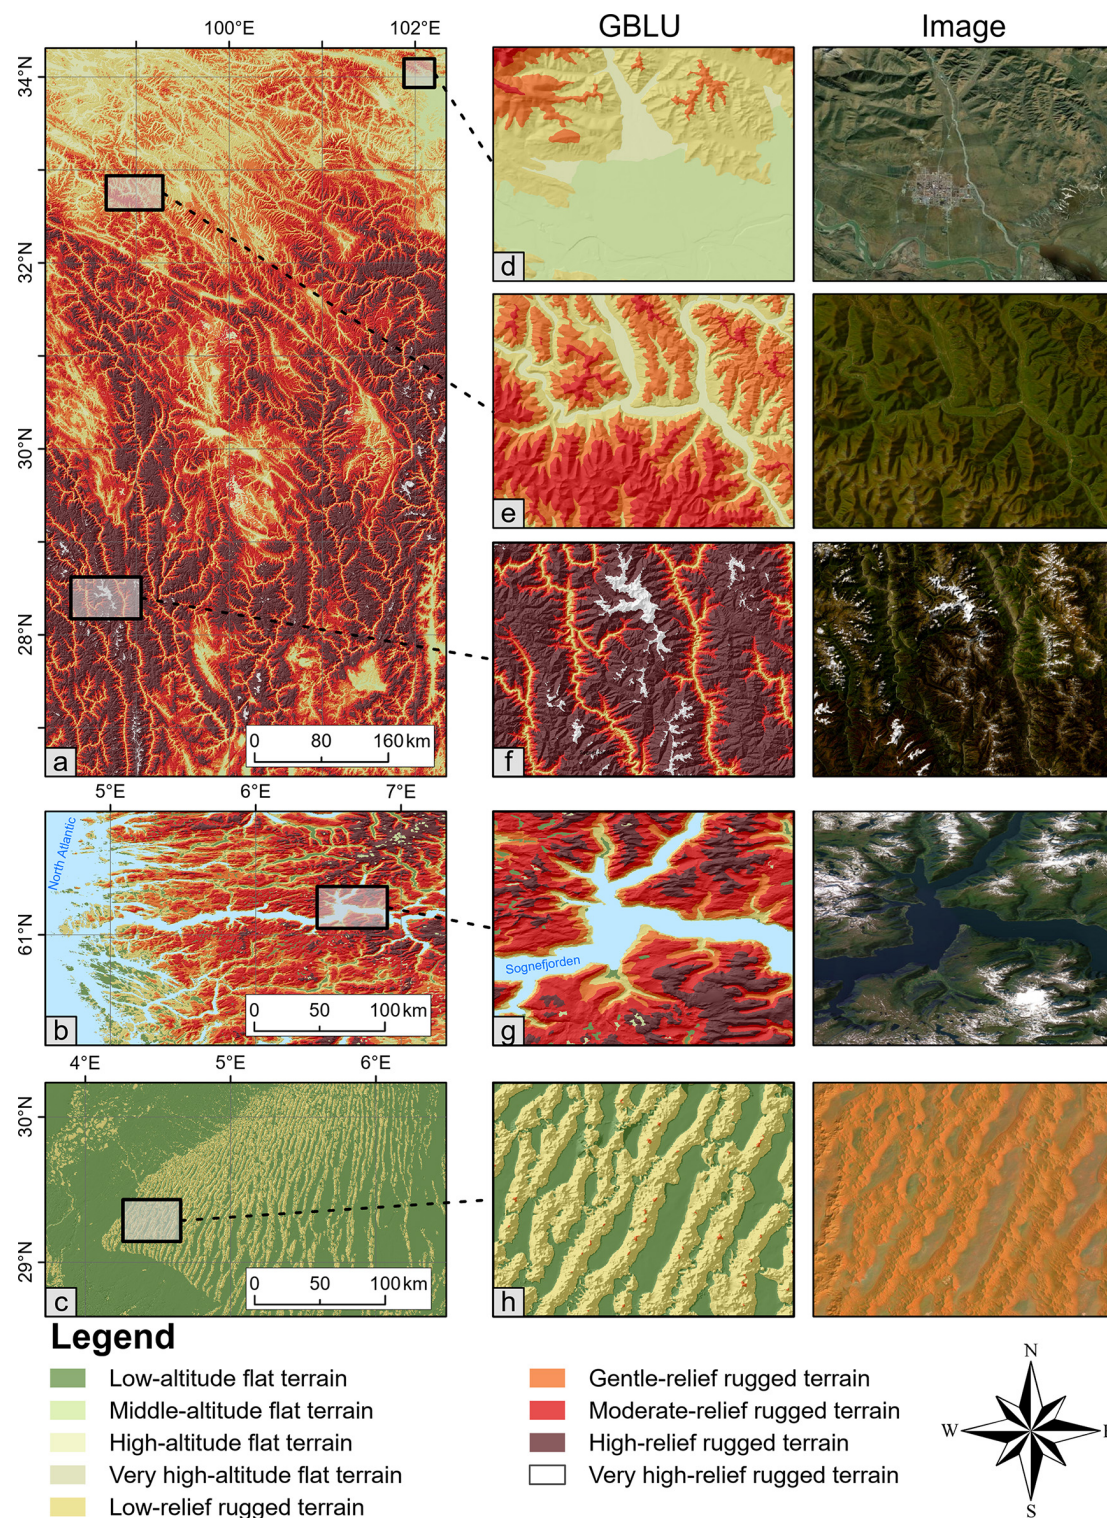 100°E
102°E
GBLU
Image
34°N
32°N
30°N
28°N
0 80 160 km
a
d
e
f
5°E
6°E
7°E
North Atlantic
61°N
0 50 100 km
b
Sognefjorden
g
4°E
5°E
6°E
30°N
29°N
0 50 100 km
c
h
Legend
Low-altitude flat terrain
Middle-altitude flat terrain
High-altitude flat terrain
Very high-altitude flat terrain
Low-relief rugged terrain
Gentle-relief rugged terrain
Moderate-relief rugged terrain
High-relief rugged terrain
Very high-relief rugged terrain
N
W
S